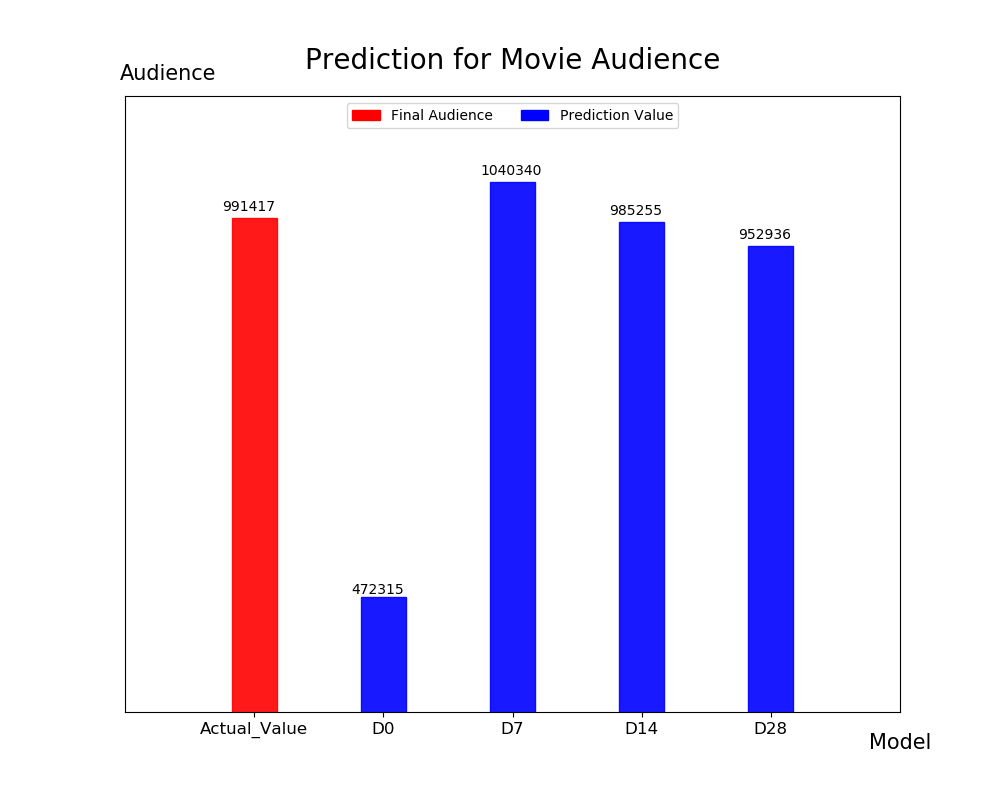 Prediction for Movie Audience
Audience
Final Audience
Prediction Value
1040340
991417
985255
952936
472315
Actual_Value
D0
D7
D14
D28
Model